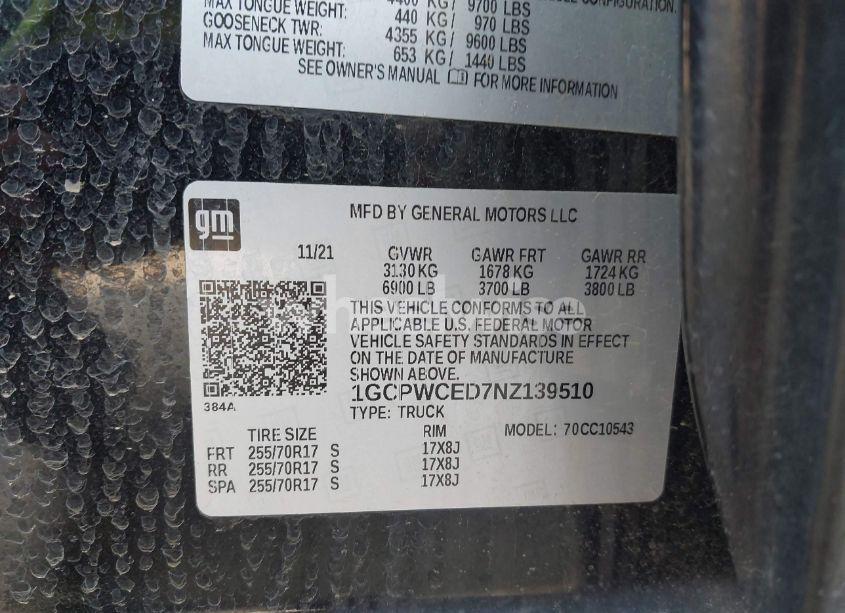 MAX TONGUE WEIGHT: 4400 KG/ 9700 LBS CONFIGURATION.
GOOSENECK TWR: 440 KG/ 970 LBS
MAX TONGUE WEIGHT: 4355 KG/ 9600 LBS
653 KG/ 1440 LBS
SEE OWNER'S MANUAL FOR MORE INFORMATION
gm
MFD BY GENERAL MOTORS LLC
11/21 GVWR GAWR FRT GAWR RR
3130 KG 1678 KG 1724 KG
6900 LB 3700 LB 3800 LB
THIS VEHICLE CONFORMS TO ALL
APPLICABLE U.S. FEDERAL MOTOR
VEHICLE SAFETY STANDARDS IN EFFECT
ON THE DATE OF MANUFACTURE
SHOWN ABOVE.
1GCPWCED7NZ139510
384A
TYPE: TRUCK
TIRE SIZE RIM MODEL: 70CC10543
FRT 255/70R17 S 17X8J
RR 255/70R17 S 17X8J
SPA 255/70R17 S 17X8J